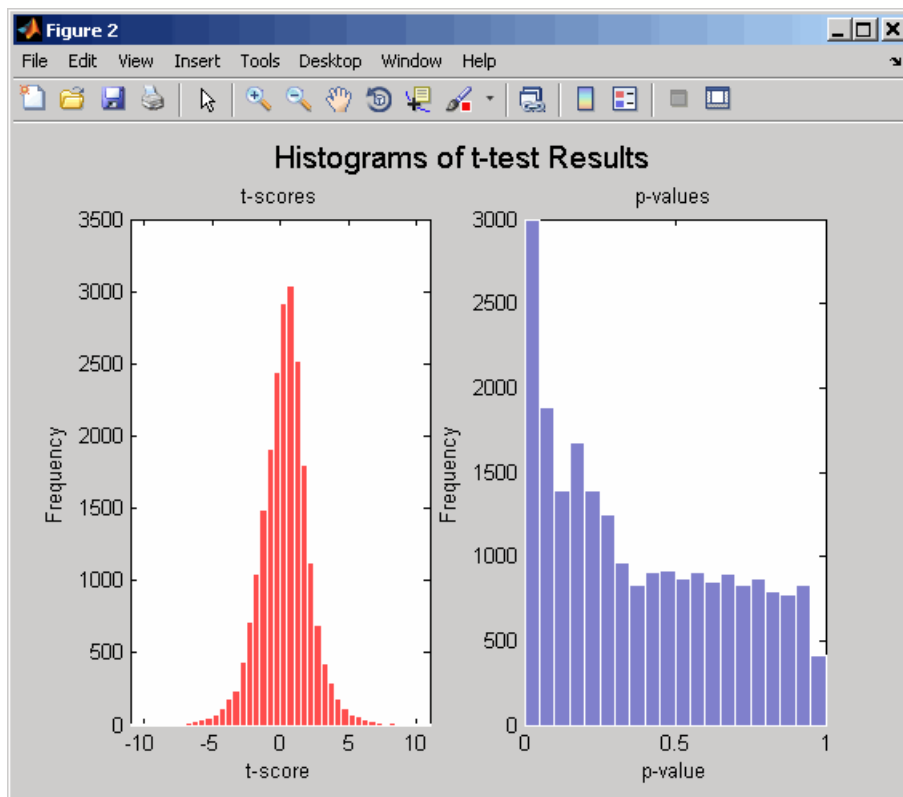 Figure 2
File Edit View Insert Tools Desktop Window Help
Histograms of t-test Results
t-scores
3500
3000
2500
2000
1500
1000
500
0
Frequency
-10 -5 0 5 10
t-score
p-values
3000
2500
2000
1500
1000
500
0
Frequency
0 0.5 1
p-value